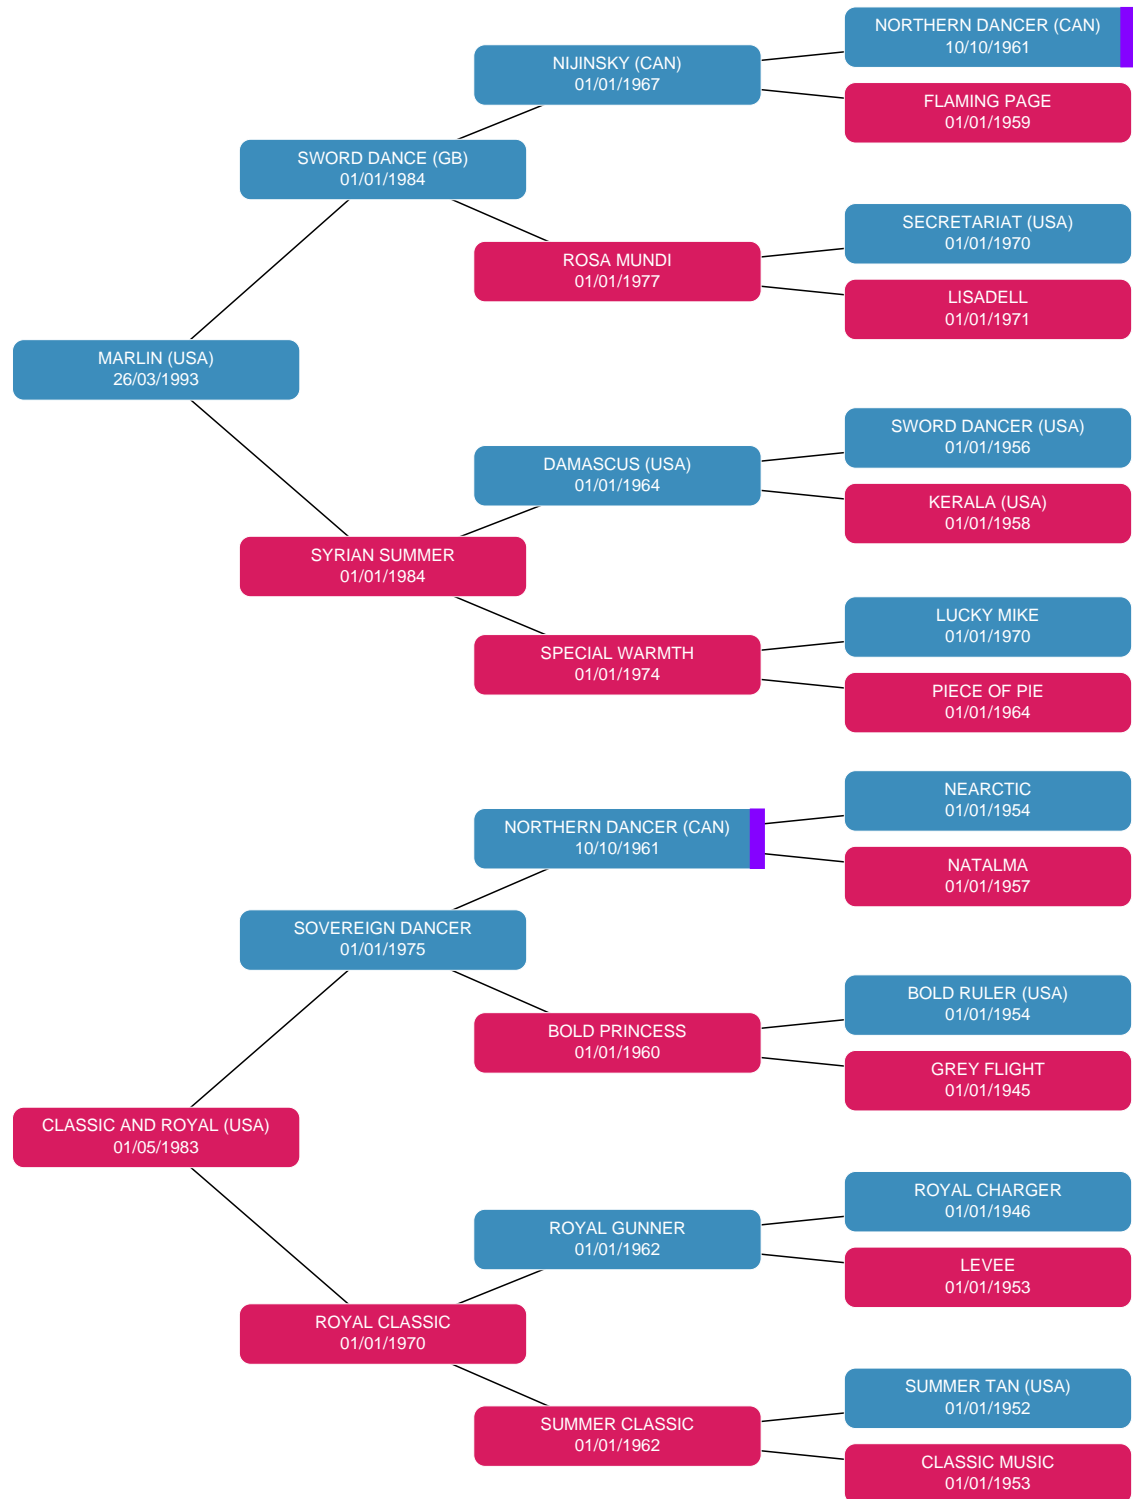 NORTHERN DANCER (CAN)
10/10/1961
NIJINSKY (CAN)
01/01/1967
FLAMING PAGE
01/01/1959
SWORD DANCE (GB)
01/01/1984
SECRETARIAT (USA)
01/01/1970
ROSA MUNDI
01/01/1977
LISADELL
01/01/1971
MARLIN (USA)
26/03/1993
SWORD DANCER (USA)
01/01/1956
DAMASCUS (USA)
01/01/1964
KERALA (USA)
01/01/1958
SYRIAN SUMMER
01/01/1984
LUCKY MIKE
01/01/1970
SPECIAL WARMTH
01/01/1974
PIECE OF PIE
01/01/1964
NEARCTIC
01/01/1954
NORTHERN DANCER (CAN)
10/10/1961
NATALMA
01/01/1957
SOVEREIGN DANCER
01/01/1975
BOLD RULER (USA)
01/01/1954
BOLD PRINCESS
01/01/1960
GREY FLIGHT
01/01/1945
CLASSIC AND ROYAL (USA)
01/05/1983
ROYAL CHARGER
01/01/1946
ROYAL GUNNER
01/01/1962
LEVEE
01/01/1953
ROYAL CLASSIC
01/01/1970
SUMMER TAN (USA)
01/01/1952
SUMMER CLASSIC
01/01/1962
CLASSIC MUSIC
01/01/1953